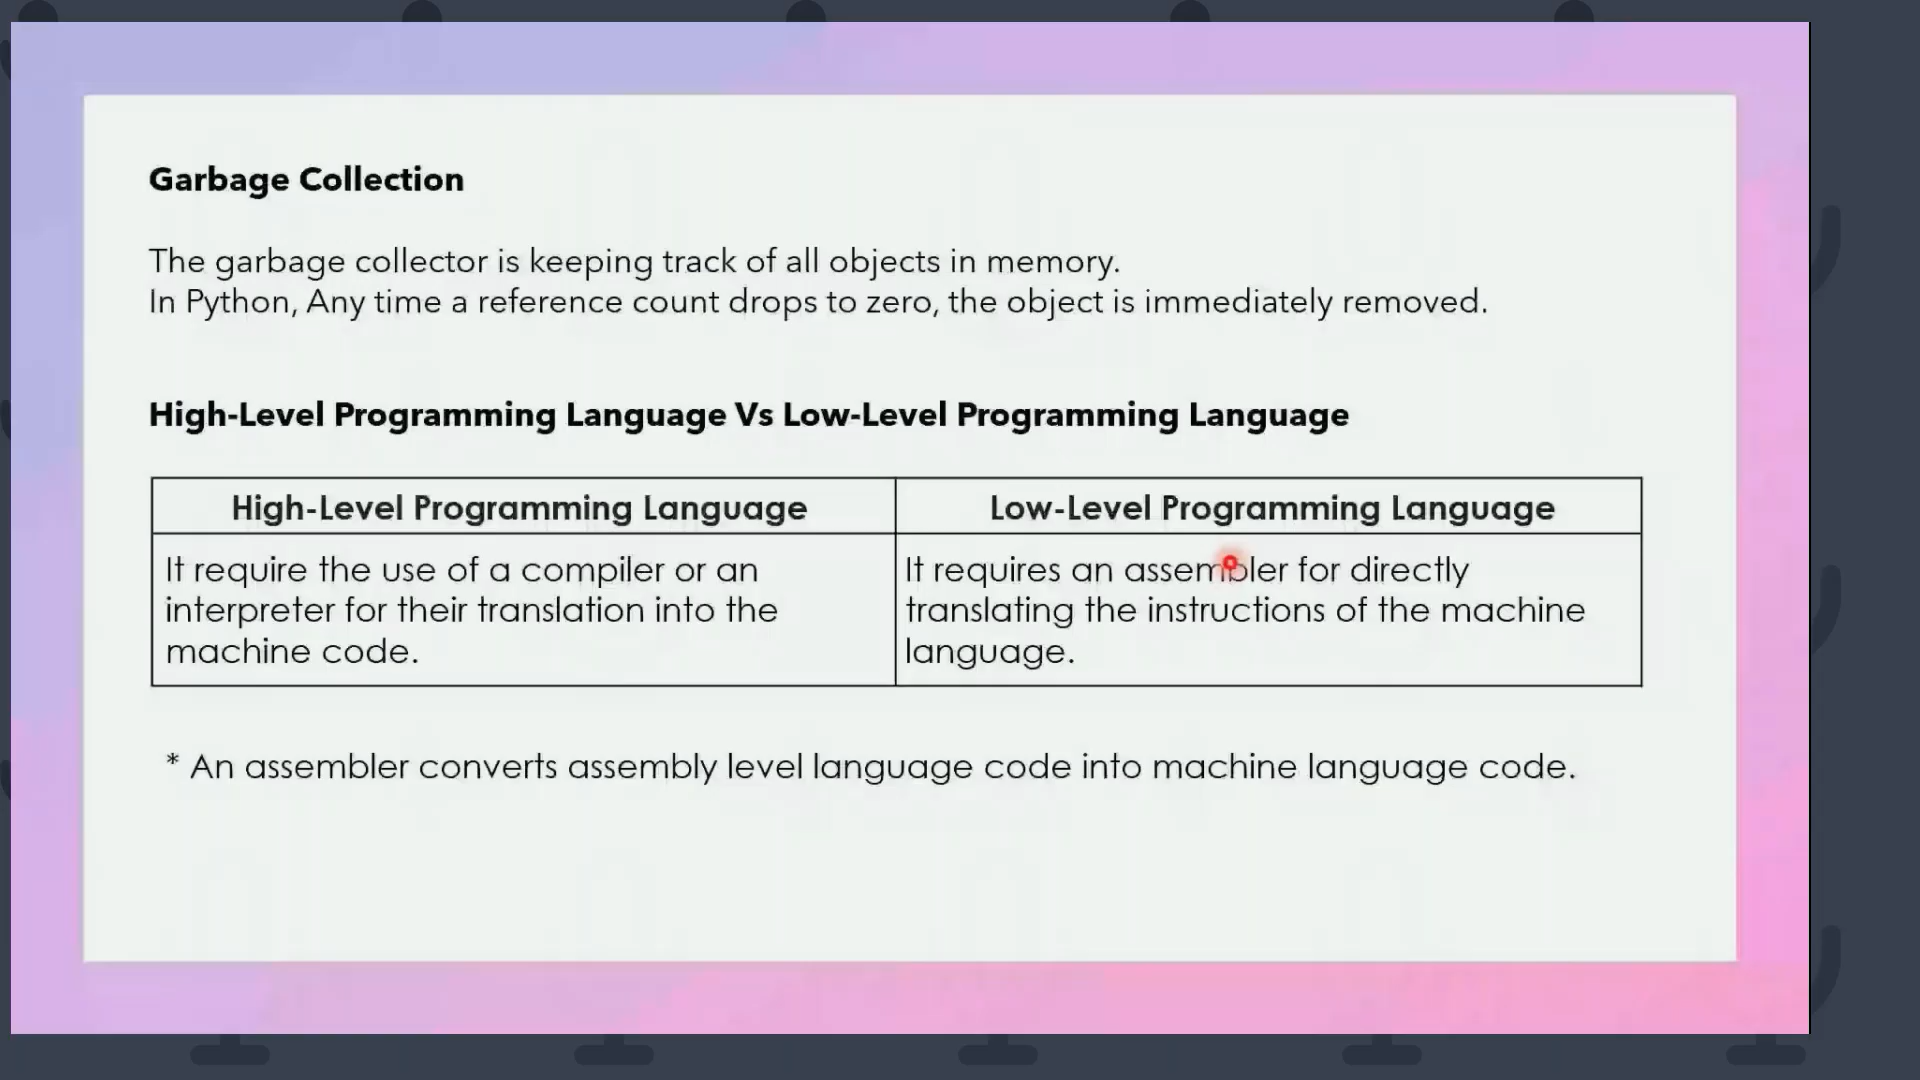 Garbage Collection
The garbage collector is keeping track of all objects in memory.
In Python, Any time a reference count drops to zero, the object is immediately removed.
High-Level Programming Language Vs Low-Level Programming Language
High-Level Programming Language
Low-Level Programming Language
It require the use of a compiler or an
interpreter for their translation into the
machine code.
It requires an assembler for directly
translating the instructions of the machine
language.
* An assembler converts assembly level language code into machine language code.